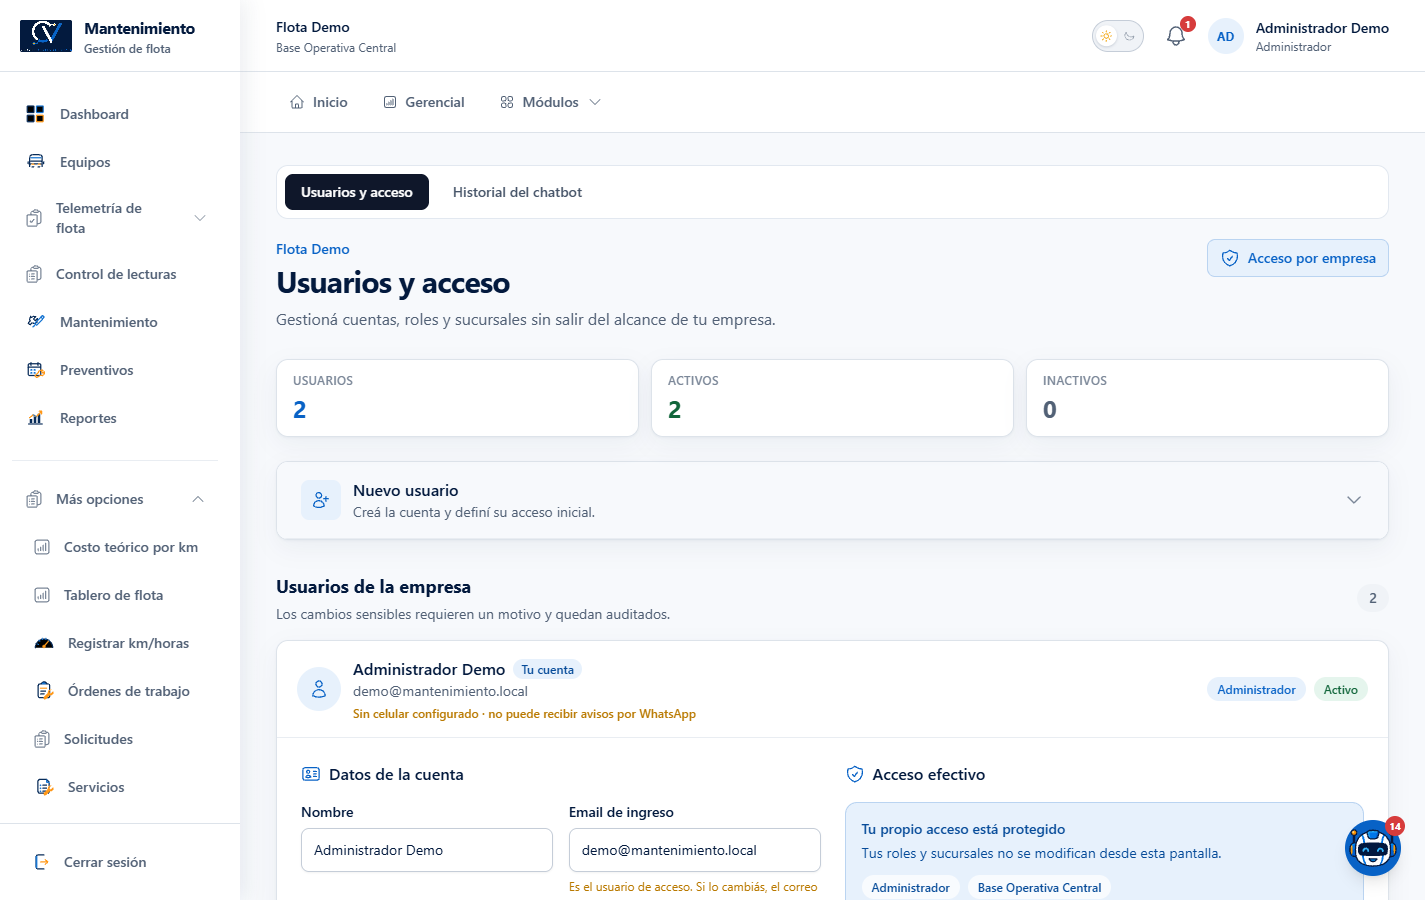 Mantenimiento
Gestión de flota
Flota Demo
Base Operativa Central
1
AD
Administrador Demo
Administrador
Inicio
Gerencial
Módulos
Dashboard
Equipos
Telemetría de
flota
Control de lecturas
Mantenimiento
Preventivos
Reportes
Más opciones
Costo teórico por km
Tablero de flota
Registrar km/horas
Órdenes de trabajo
Solicitudes
Servicios
Cerrar sesión
Usuarios y acceso
Historial del chatbot
Flota Demo
Usuarios y acceso
Gestioná cuentas, roles y sucursales sin salir del alcance de tu empresa.
Acceso por empresa
USUARIOS
2
ACTIVOS
2
INACTIVOS
0
Nuevo usuario
Creá la cuenta y definí su acceso inicial.
Usuarios de la empresa
Los cambios sensibles requieren un motivo y quedan auditados.
2
Administrador Demo
Tu cuenta
demo@mantenimiento.local
Sin celular configurado · no puede recibir avisos por WhatsApp
Administrador
Activo
Datos de la cuenta
Nombre
Administrador Demo
Email de ingreso
demo@mantenimiento.local
Es el usuario de acceso. Si lo cambiás, el correo
Acceso efectivo
Tu propio acceso está protegido
Tus roles y sucursales no se modifican desde esta pantalla.
Administrador
Base Operativa Central
14